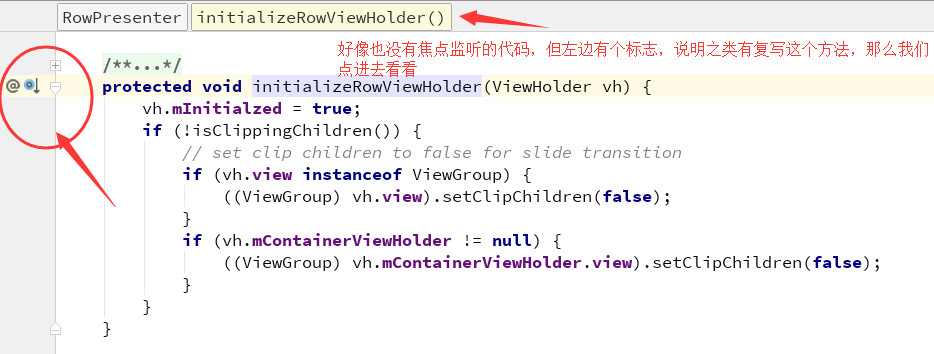 RowPresenter initializeRowViewHolder()
好像也没有焦点监听的代码，但左边有个标志，说明之类有复写这个方法，那么我们
点进去看看
/**...*/
protected void initializeRowViewHolder(ViewHolder vh) {
vh.mInitialzed = true;
if (!isClippingChildren()) {
// set clip children to false for slide transition
if (vh.view instanceof ViewGroup) {
((ViewGroup) vh.view).setClipChildren(false);
}
if (vh.mContainerViewHolder != null) {
((ViewGroup) vh.mContainerViewHolder.view).setClipChildren(false);
}
}
}